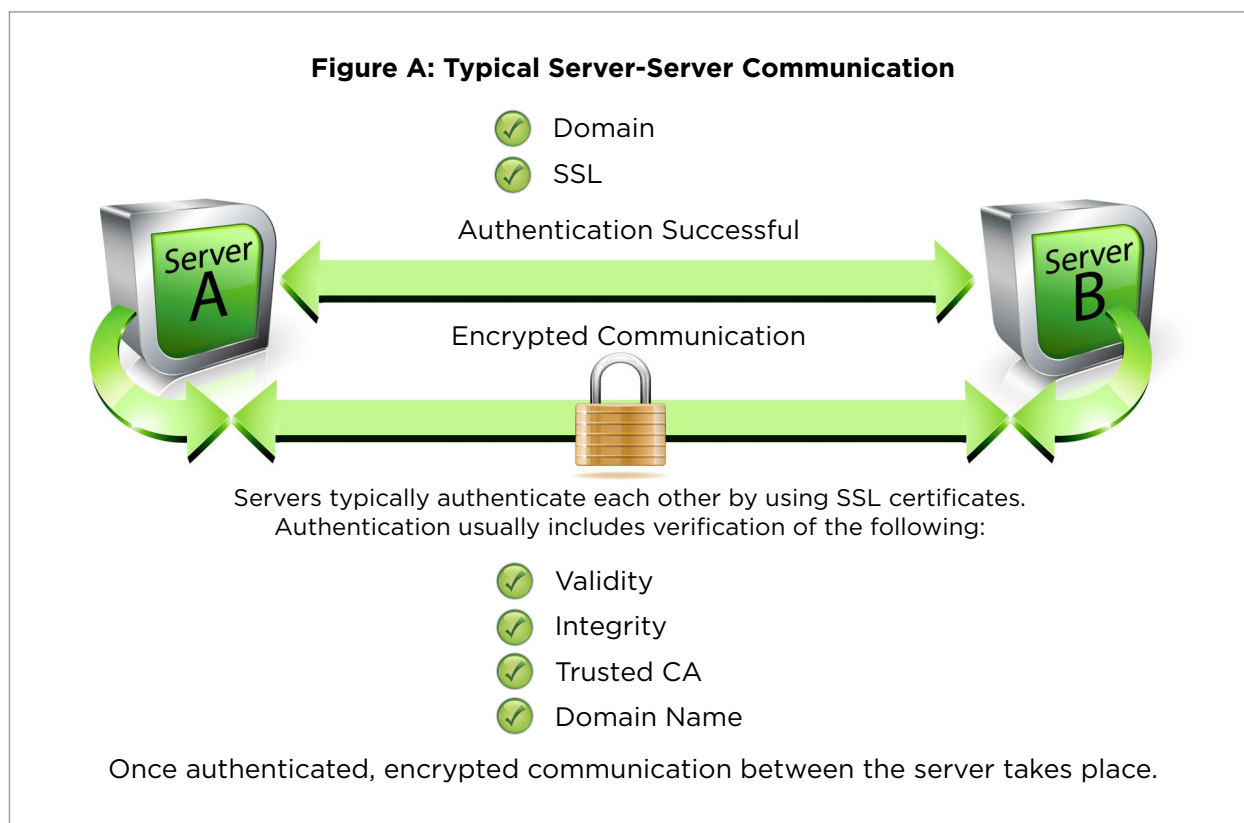 Figure A: Typical Server-Server Communication
Domain
SSL
Authentication Successful
Server
A
Server
B
Encrypted Communication
Servers typically authenticate each other by using SSL certificates.
Authentication usually includes verification of the following:
Validity
Integrity
Trusted CA
Domain Name
Once authenticated, encrypted communication between the server takes place.